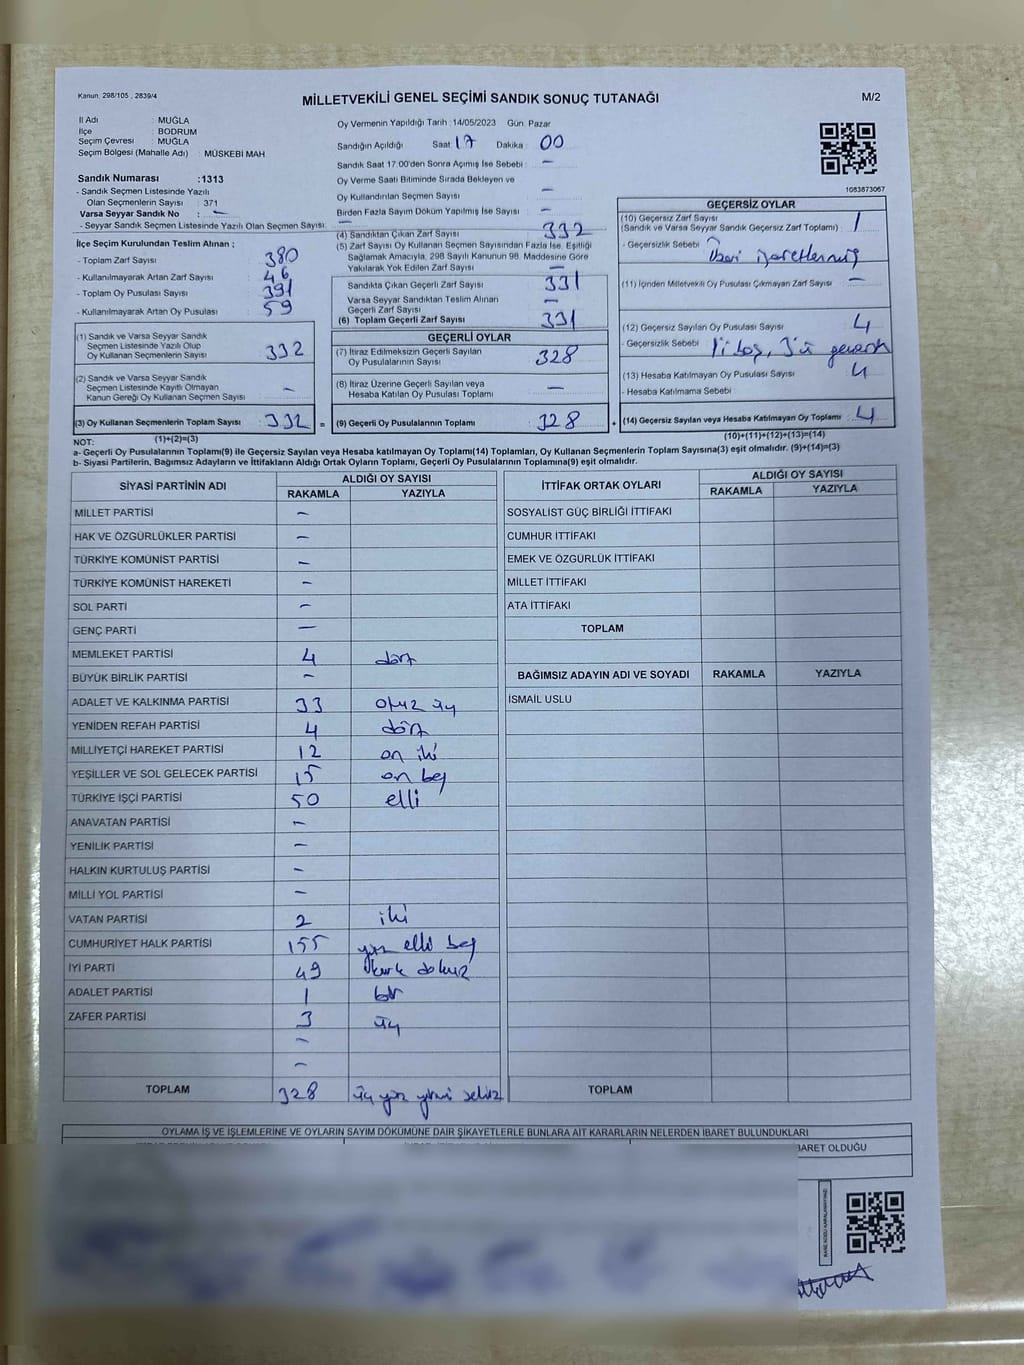 Kanun: 298/105 , 2839/4
MİLLETVEKİLİ GENEL SEÇİMİ SANDIK SONUÇ TUTANAĞI
M/2
İl Adı : MUĞLA
İlçe : BODRUM
Seçim Çevresi : MUĞLA
Seçim Bölgesi (Mahalle Adı) : MÜSKEBİ MAH
Sandık Numarası :1313
- Sandık Seçmen Listesinde Yazılı
Olan Seçmenlerin Sayısı : 371
Varsa Seyyar Sandık No : –
- Seyyar Sandık Seçmen Listesinde Yazılı Olan Seçmen Sayısı: –
İlçe Seçim Kurulundan Teslim Alınan ;
- Toplam Zarf Sayısı : 380
- Kullanılmayarak Artan Zarf Sayısı : 46
- Toplam Oy Pusulası Sayısı : 391
- Kullanılmayarak Artan Oy Pusulası : 59
(1) Sandık ve Varsa Seyyar Sandık
Seçmen Listesinde Yazılı Olup
Oy Kullanan Seçmenlerin Sayısı : 332
(2) Sandık ve Varsa Seyyar Sandık
Seçmen Listesinde Kayıtlı Olmayan
Kanun Gereği Oy Kullanan Seçmen Sayısı : –
(3) Oy Kullanan Seçmenlerin Toplam Sayısı : 332 =
Oy Vermenin Yapıldığı Tarih :14/05/2023 Gün: Pazar
Sandığın Açıldığı Saat: 17 Dakika : 00
Sandık Saat 17:00'den Sonra Açımış İse Sebebi : –
Oy Verme Saati Bitiminde Sırada Bekleyen ve
Oy Kullandırılan Seçmen Sayısı : –
Birden Fazla Sayım Döküm Yapılmış İse Sayısı : –
(4) Sandıktan Çıkan Zarf Sayısı : 332
(5) Zarf Sayısı Oy Kullanan Seçmen Sayısından Fazla İse, Eşitliği
Sağlamak Amacıyla, 298 Sayılı Kanunun 98. Maddesine Göre
Yakılarak Yok Edilen Zarf Sayısı : –
Sandıkta Çıkan Geçerli Zarf Sayısı : 331
Varsa Seyyar Sandıktan Teslim Alınan
Geçerli Zarf Sayısı : –
(6) Toplam Geçerli Zarf Sayısı : 331
GEÇERLİ OYLAR
(7) İtiraz Edilmeksizin Geçerli Sayılan
Oy Pusulalarının Sayısı : 328
(8) İtiraz Üzerine Geçerli Sayılan veya
Hesaba Katılan Oy Pusulası Toplamı : –
(9) Geçerli Oy Pusulalarının Toplamı : 328 +
1083873067
GEÇERSİZ OYLAR
(10) Geçersiz Zarf Sayısı
(Sandık ve Varsa Seyyar Sandık Geçersiz Zarf Toplamı) : 1
- Geçersizlik Sebebi : Üzeri işaretlenmiş
(11) İçinden Milletvekili Oy Pusulası Çıkmayan Zarf Sayısı : –
(12) Geçersiz Sayılan Oy Pusulası Sayısı : 4
- Geçersizlik Sebebi : 1'i boş, 3'ü
(13) Hesaba Katılmayan Oy Pusulası Sayısı : 4
- Hesaba Katılmama Sebebi :
(14) Geçersiz Sayılan veya Hesaba Katılmayan Oy Toplamı : 4
NOT: (1)+(2)=(3) (10)+(11)+(12)+(13)=(14)
a- Geçerli Oy Pusulalarının Toplamı(9) ile Geçersiz Sayılan veya Hesaba katılmayan Oy Toplamı(14) Toplamları, Oy Kullanan Seçmenlerin Toplam Sayısına(3) eşit olmalıdır. (9)+(14)=(3)
b- Siyasi Partilerin, Bağımsız Adayların ve İttifakların Aldığı Ortak Oyların Toplamı, Geçerli Oy Pusulalarının Toplamına(9) eşit olmalıdır.
SİYASİ PARTİNİN ADI ALDIĞI OY SAYISI
RAKAMLA YAZIYLA
MİLLET PARTİSİ –
HAK VE ÖZGÜRLÜKLER PARTİSİ –
TÜRKİYE KOMÜNİST PARTİSİ –
TÜRKİYE KOMÜNİST HAREKETİ –
SOL PARTİ –
GENÇ PARTİ –
MEMLEKET PARTİSİ 4 dört
BÜYÜK BİRLİK PARTİSİ –
ADALET VE KALKINMA PARTİSİ 33 otuz üç
YENİDEN REFAH PARTİSİ 4 dört
MİLLİYETÇİ HAREKET PARTİSİ 12 on iki
YEŞİLLER VE SOL GELECEK PARTİSİ 15 on beş
TÜRKİYE İŞÇİ PARTİSİ 50 elli
ANAVATAN PARTİSİ –
YENİLİK PARTİSİ –
HALKIN KURTULUŞ PARTİSİ –
MİLLİ YOL PARTİSİ –
VATAN PARTİSİ 2 iki
CUMHURİYET HALK PARTİSİ 155 yüz elli beş
İYİ PARTİ 49 kırk dokuz
ADALET PARTİSİ 1 bir
ZAFER PARTİSİ 3 üç
–
–
TOPLAM 328 üç yüz yirmi sekiz
İTTİFAK ORTAK OYLARI ALDIĞI OY SAYISI
RAKAMLA YAZIYLA
SOSYALİST GÜÇ BİRLİĞİ İTTİFAKI
CUMHUR İTTİFAKI
EMEK VE ÖZGÜRLÜK İTTİFAKI
MİLLET İTTİFAKI
ATA İTTİFAKI
TOPLAM
BAĞIMSIZ ADAYIN ADI VE SOYADI RAKAMLA YAZIYLA
İSMAİL USLU
TOPLAM
OYLAMA İŞ VE İŞLEMLERİNE VE OYLARIN SAYIM DÖKÜMÜNE DAİR ŞİKAYETLERLE BUNLARA AİT KARARLARIN NELERDEN İBARET BULUNDUKLARI
BARET OLDUĞU